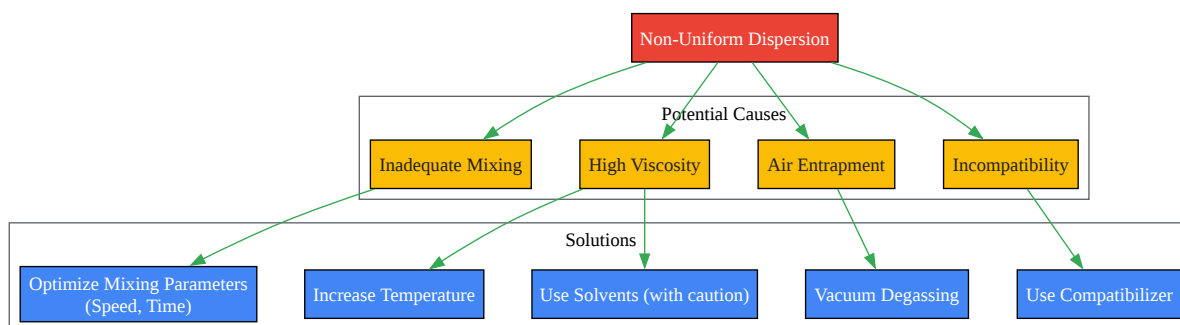 Non-Uniform Dispersion
Potential Causes
Inadequate Mixing
High Viscosity
Air Entrapment
Incompatibility
Solutions
Optimize Mixing Parameters
(Speed, Time)
Increase Temperature
Use Solvents (with caution)
Vacuum Degassing
Use Compatibilizer